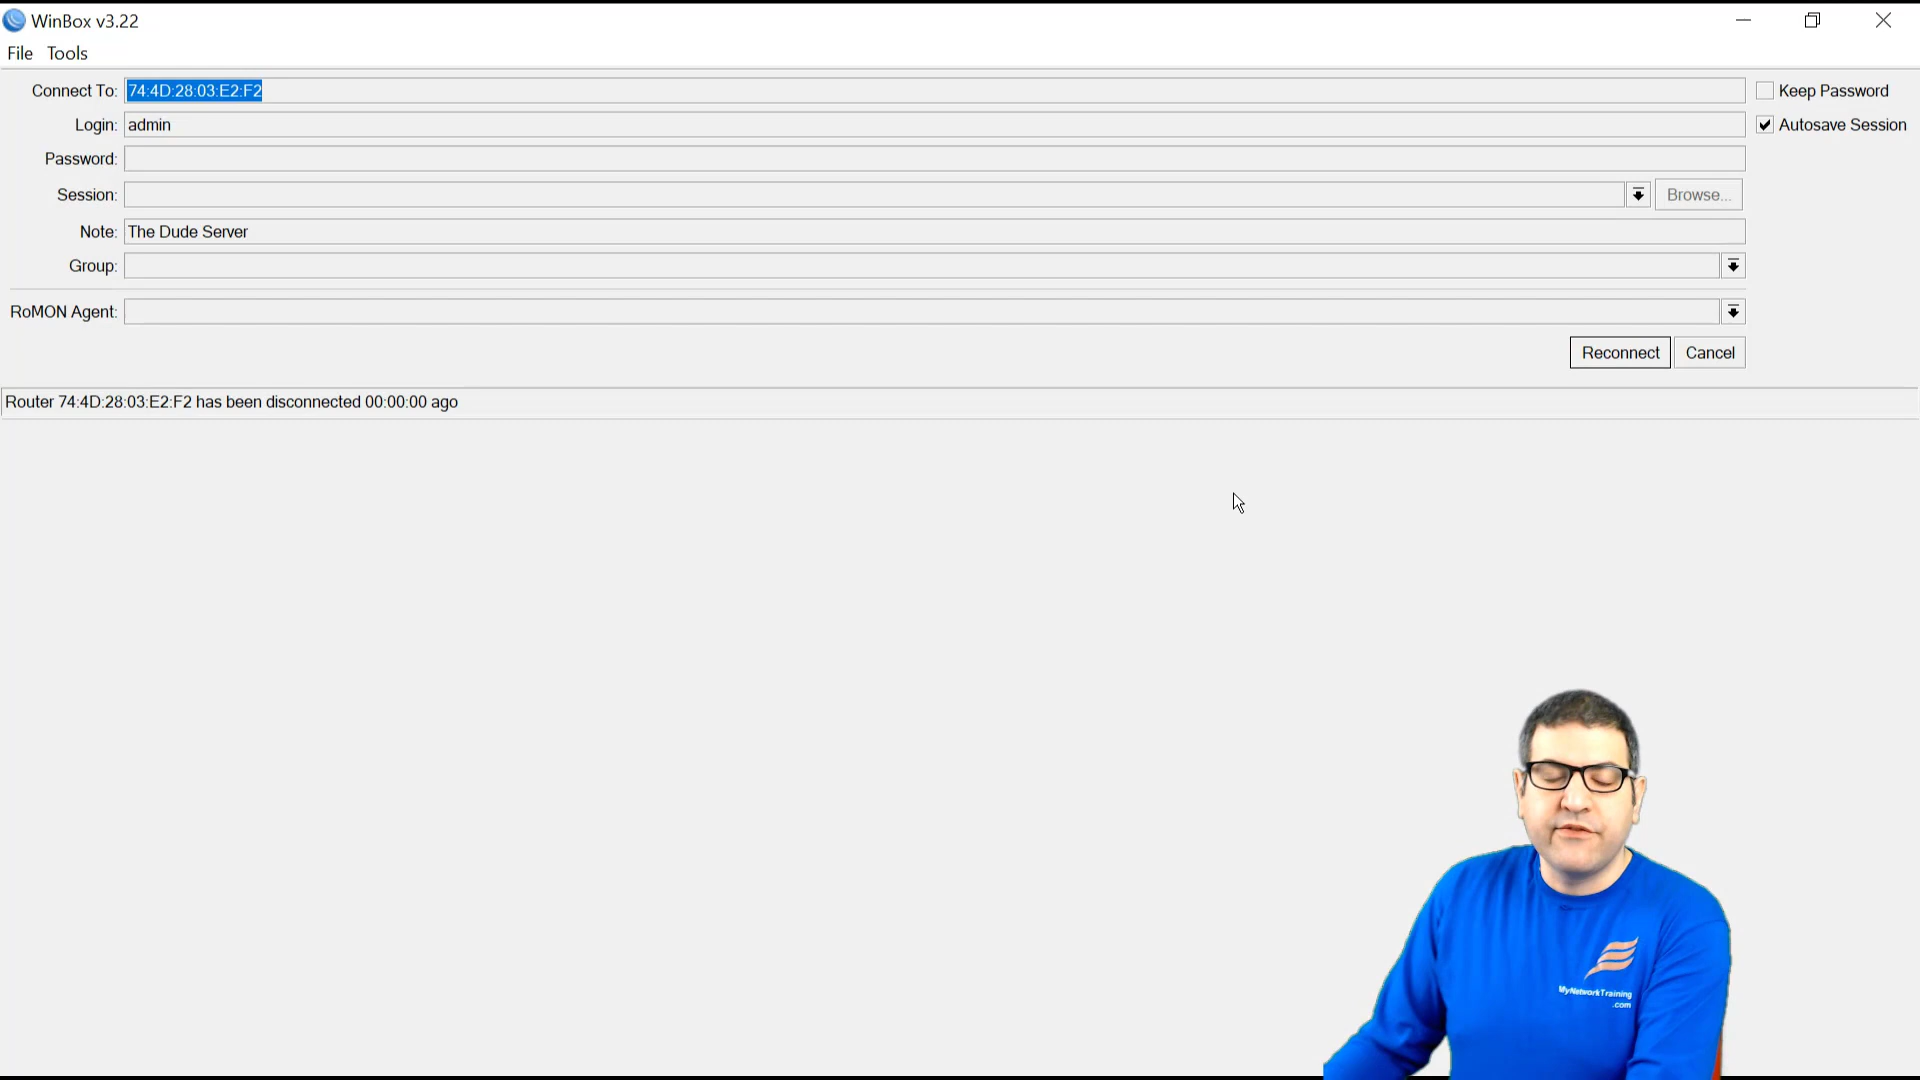 WinBox v3.22
File Tools
Connect To: 74:4D:28:03:E2:F2
Keep Password
Login: admin
Autosave Session
Password:
Session:
Browse...
Note: The Dude Server
Group:
RoMON Agent:
Reconnect Cancel
Router 74:4D:28:03:E2:F2 has been disconnected 00:00:00 ago
MyNetworkTraining
.com